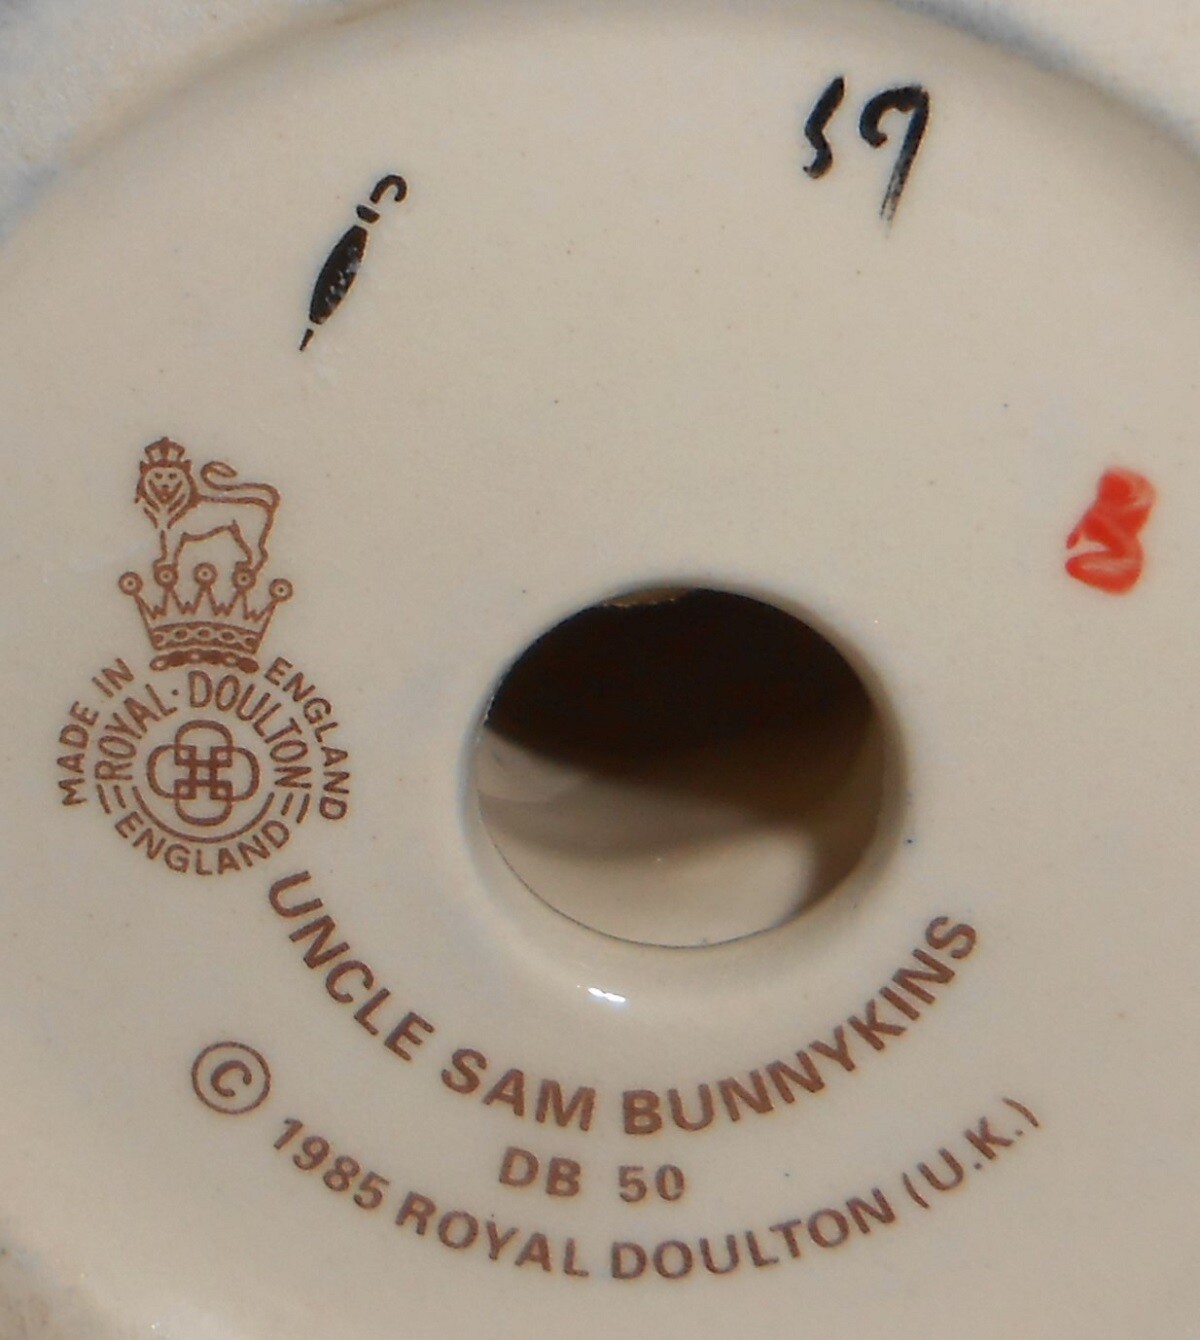 59
MADE IN ENGLAND
ROYAL·DOULTON
ENGLAND
UNCLE SAM BUNNYKINS
DB 50
© 1985 ROYAL DOULTON (U.K.)